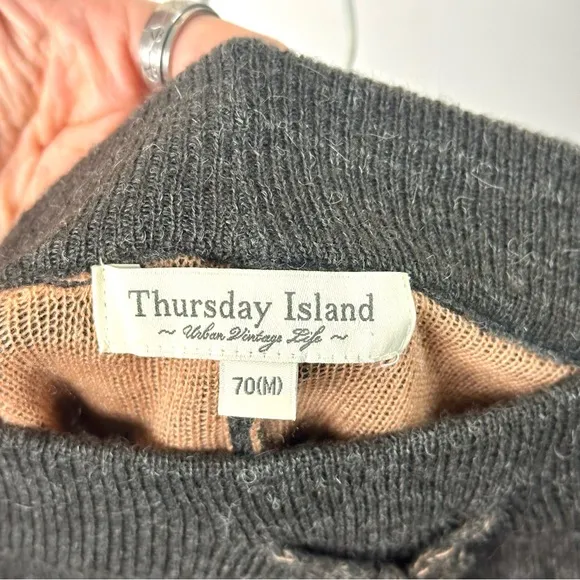 Thursday Island
~ Urban Vintage Life ~
70(M)